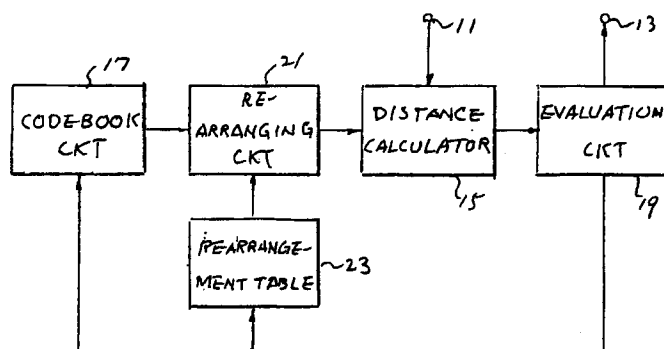 11
13
17
21
CODEBOOK
CKT
RE-
ARRANGING
CKT
DISTANCE
CALCULATOR
EVALUATION
CKT
15
19
REARRANGE-
MENT TABLE
23